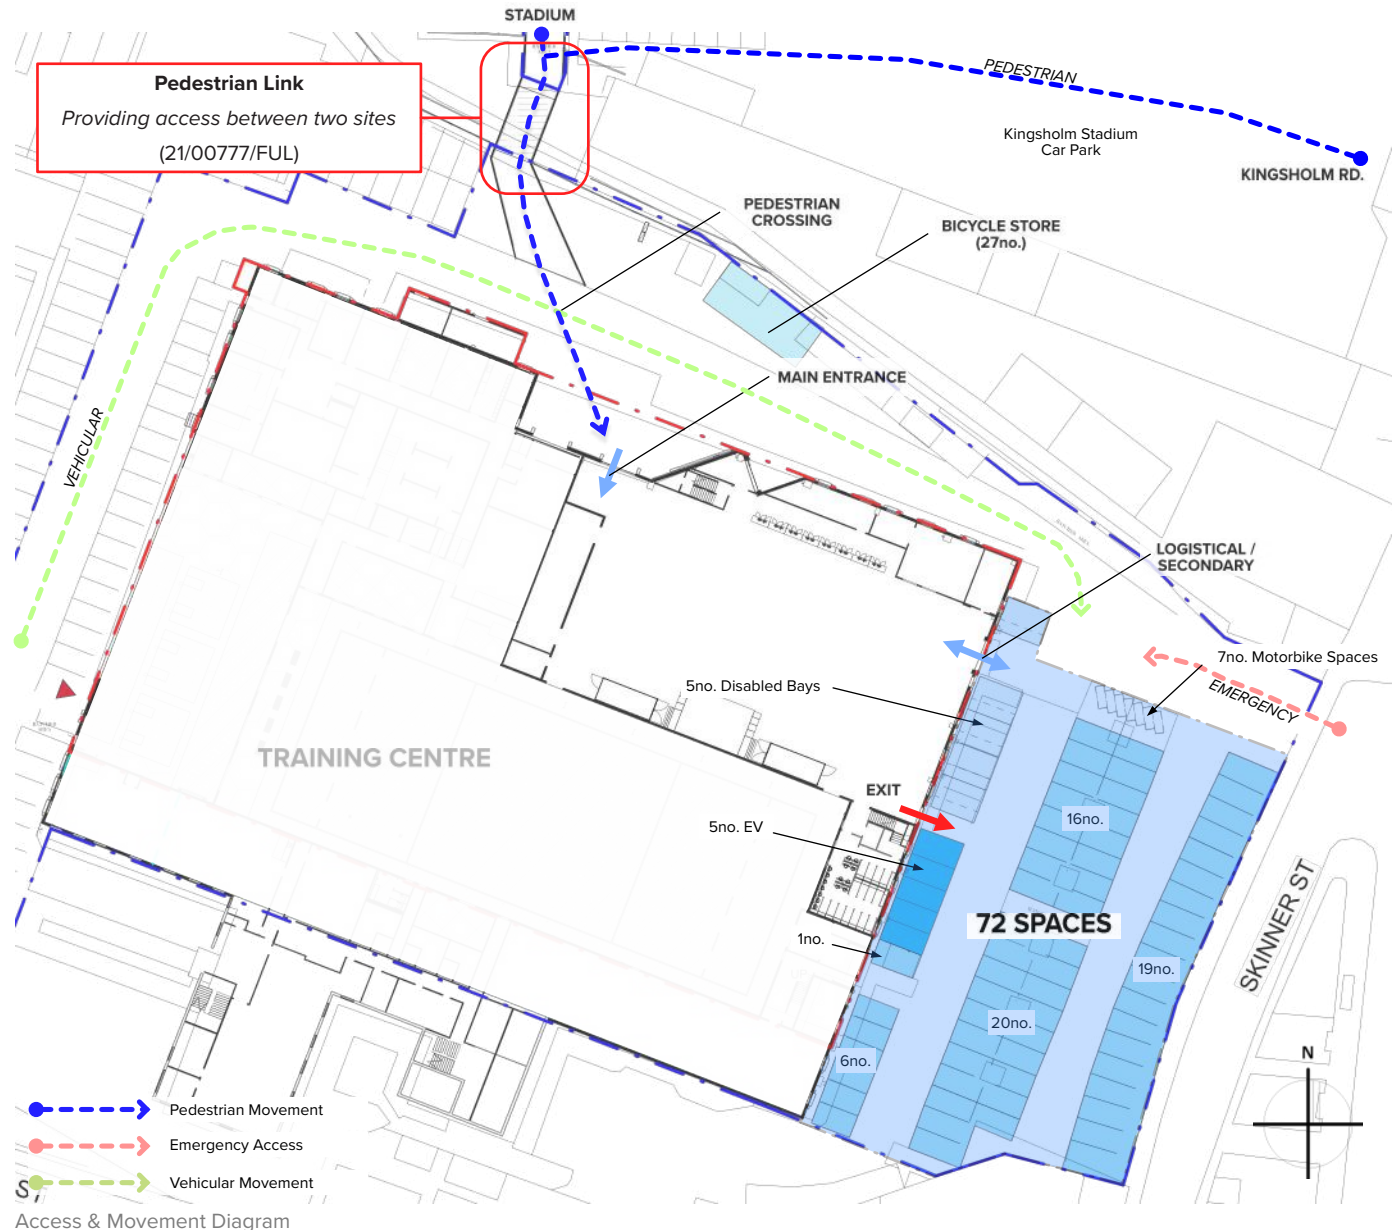 STADIUM
Pedestrian Link
Providing access between two sites
(21/00777/FUL)
PEDESTRIAN
Kingsholm Stadium
Car Park
KINGSHOLM RD.
PEDESTRIAN
CROSSING
BICYCLE STORE
(27no.)
MAIN ENTRANCE
VEHICULAR
LOGISTICAL /
SECONDARY
7no. Motorbike Spaces
EMERGENCY
5no. Disabled Bays
TRAINING CENTRE
EXIT
5no. EV
16no.
72 SPACES
1no.
19no.
20no.
6no.
SKINNER ST
N
Pedestrian Movement
Emergency Access
Vehicular Movement
Access & Movement Diagram